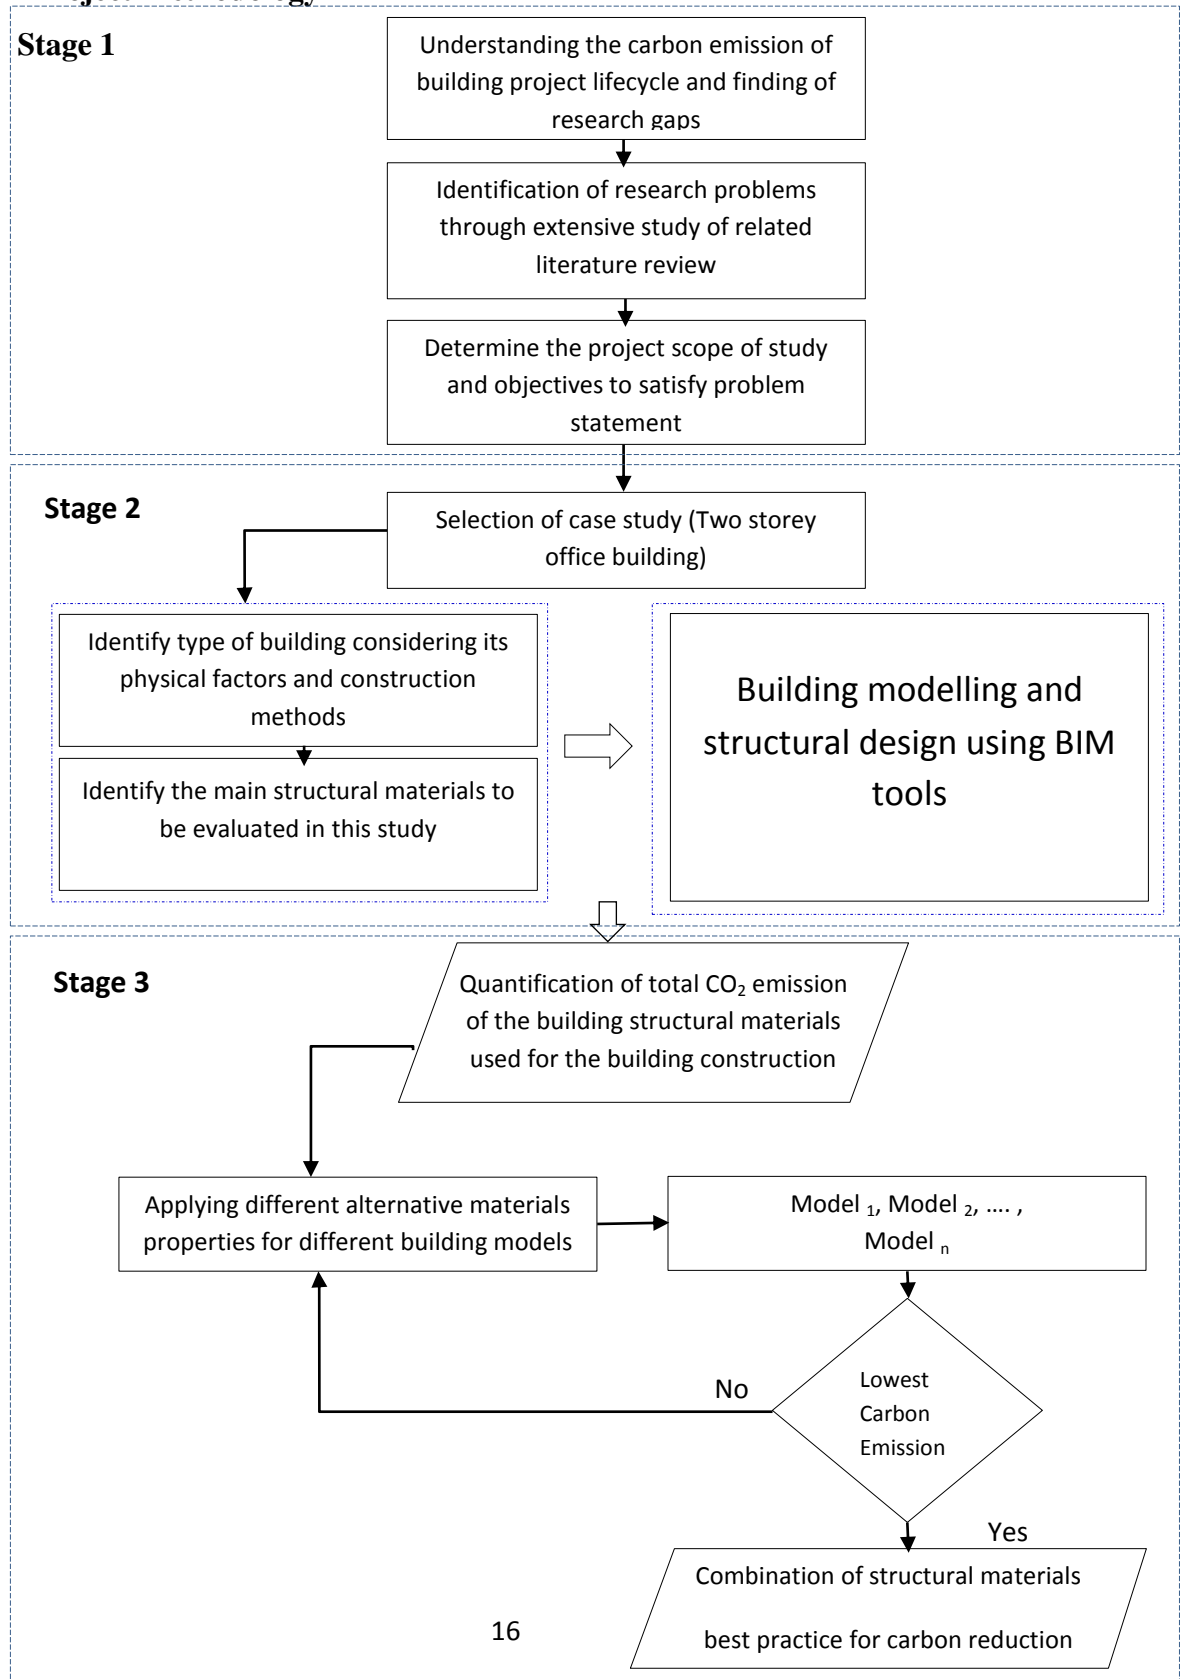 Stage 1
Understanding the carbon emission of
building project lifecycle and finding of
research gaps
Identification of research problems
through extensive study of related
literature review
Determine the project scope of study
and objectives to satisfy problem
statement
Stage 2
Selection of case study (Two storey
office building)
Identify type of building considering its
physical factors and construction
methods
Identify the main structural materials to
be evaluated in this study
Building modelling and
structural design using BIM
tools
Stage 3
Quantification of total CO₂ emission
of the building structural materials
used for the building construction
Applying different alternative materials
properties for different building models
Model ₁, Model ₂, .... ,
Model ₙ
Lowest
Carbon
Emission
No
Yes
Combination of structural materials
best practice for carbon reduction
16